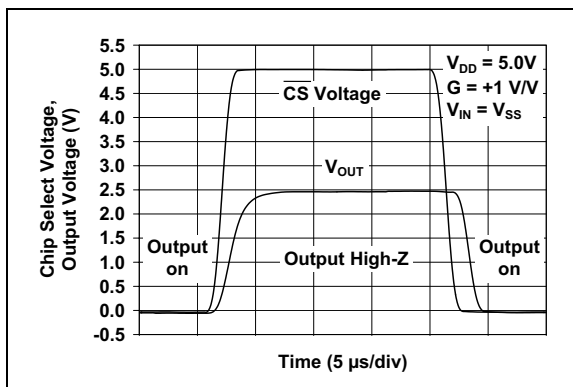 Chip Select Voltage,
Output Voltage (V)
5.5
5.0
4.5
4.0
3.5
3.0
2.5
2.0
1.5
1.0
0.5
0.0
-0.5
V_DD = 5.0V
G = +1 V/V
V_IN = V_SS
C̅S̅ Voltage
V_OUT
Output
on
Output High-Z
Output
on
Time (5 µs/div)